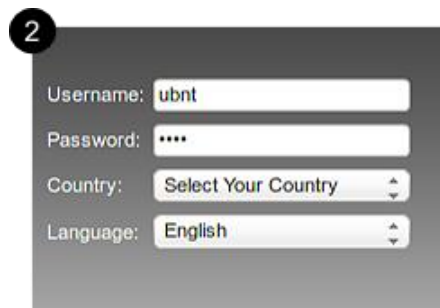 2
Username: ubnt
Password: ••••
Country: Select Your Country
Language: English